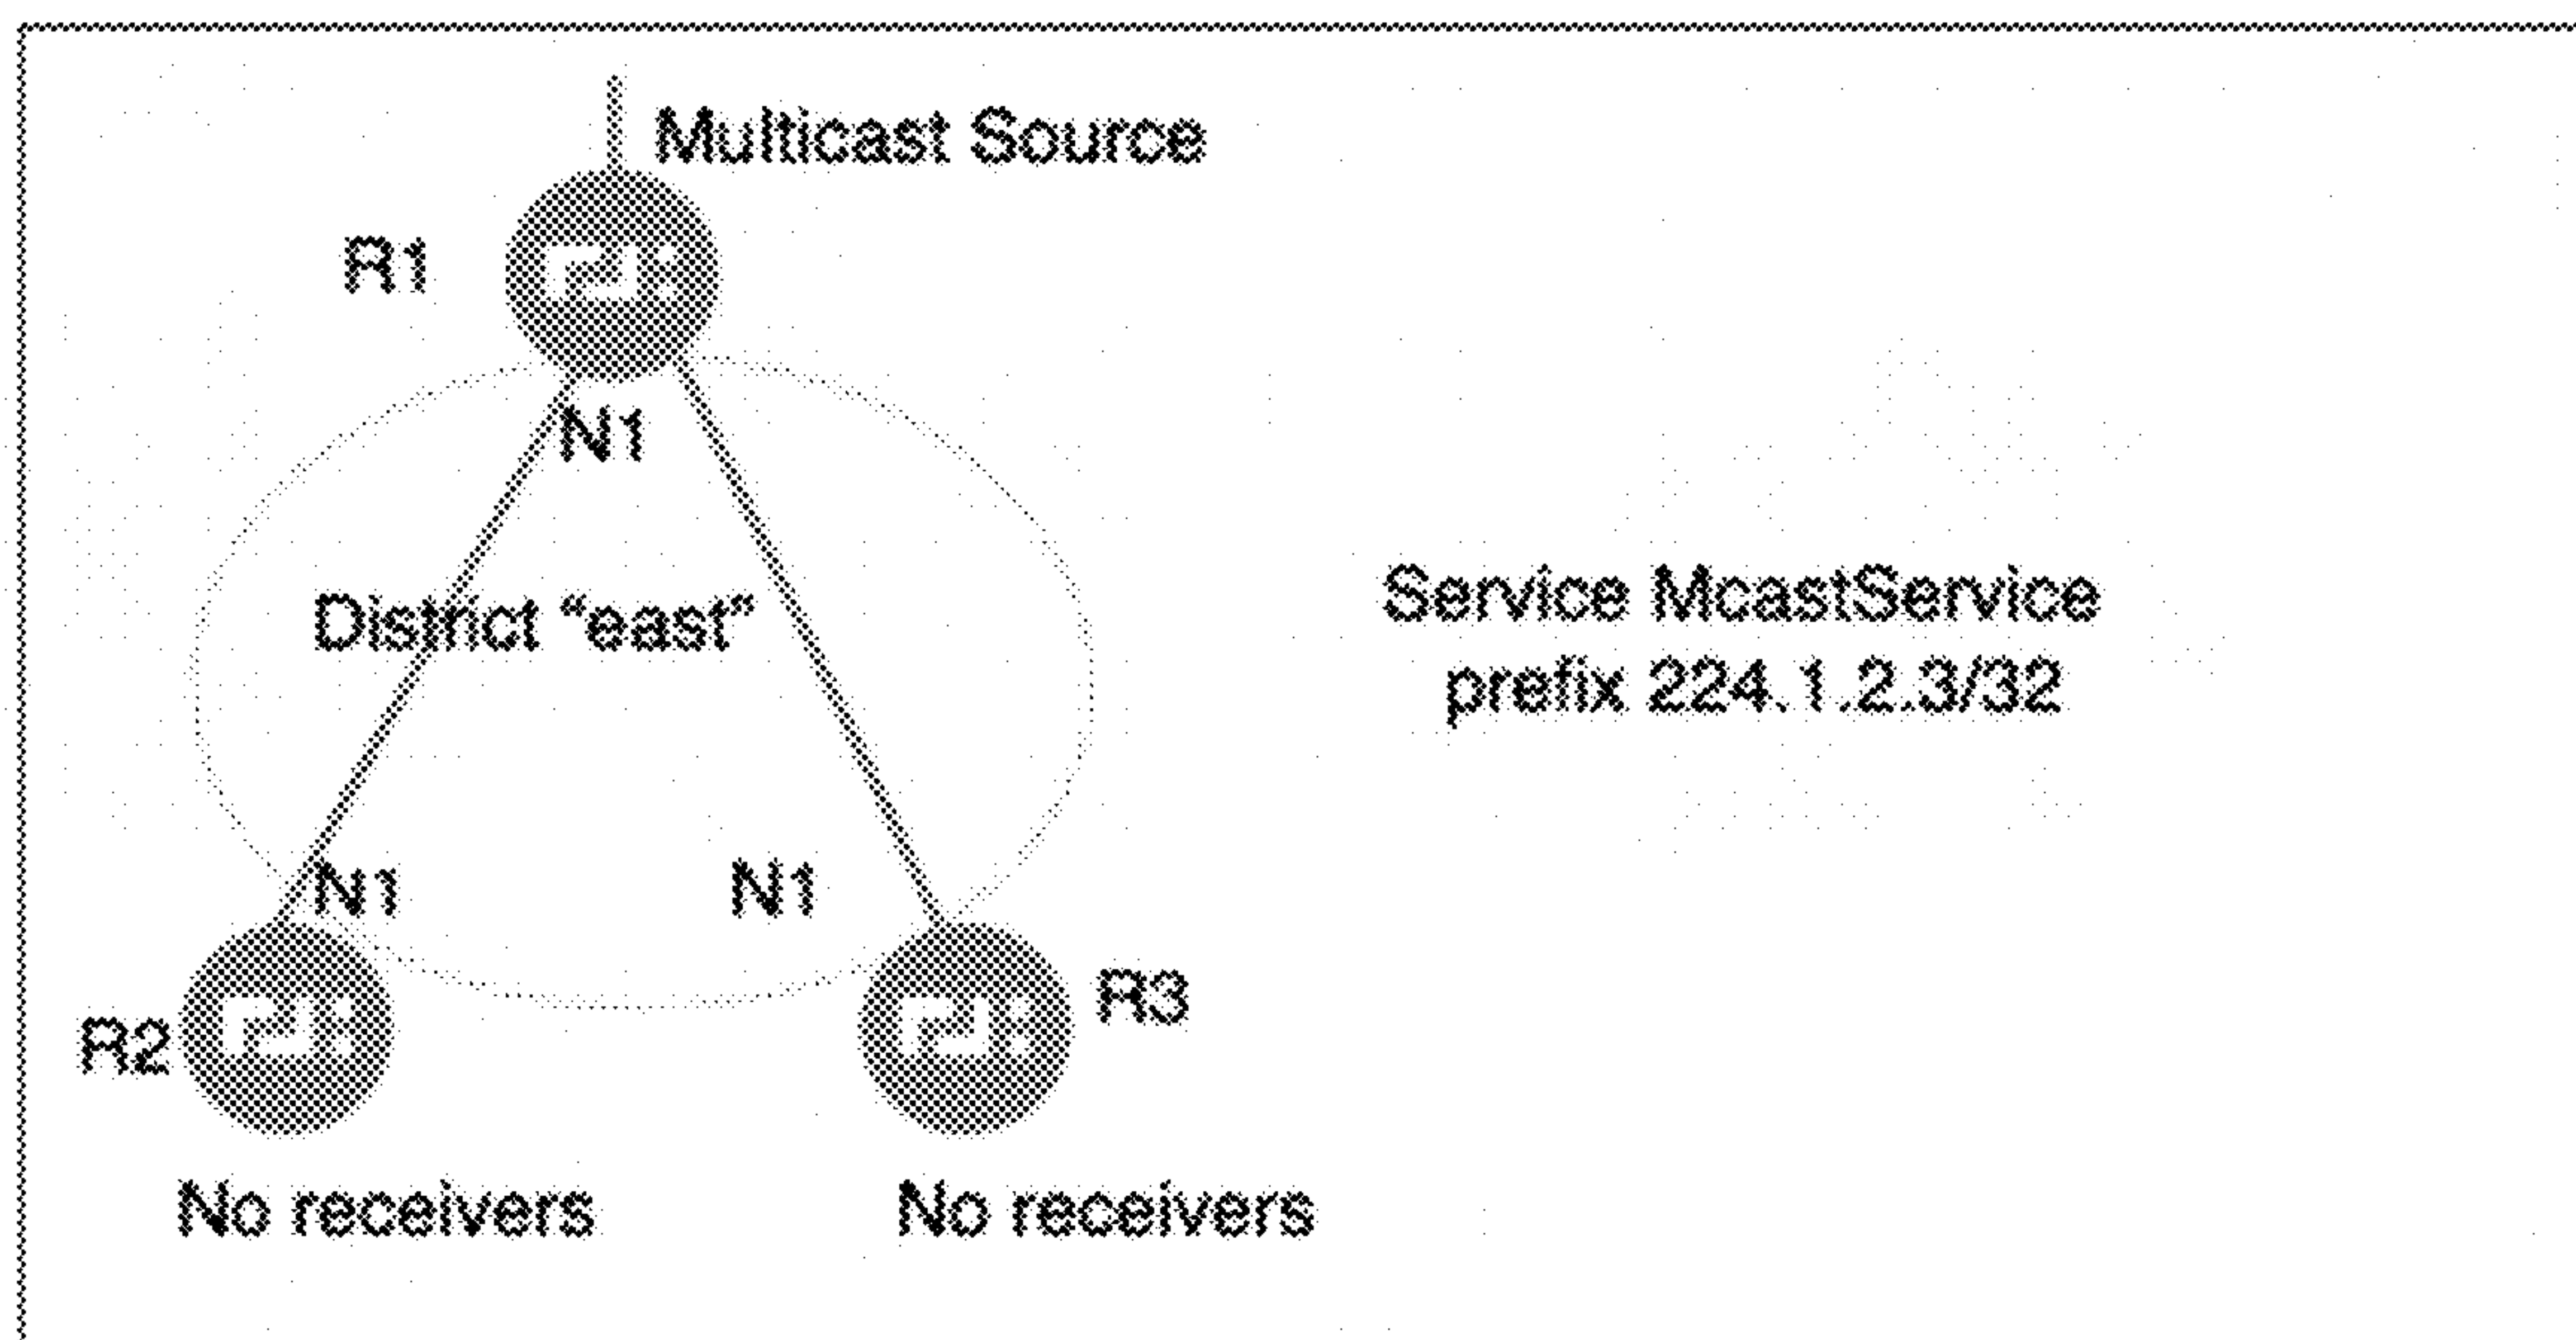 Multicast Source
R1
N1
District “east“
Service McastService
prefix 224.1.2.3/32
N1
N1
R2
R3
No receivers
No receivers